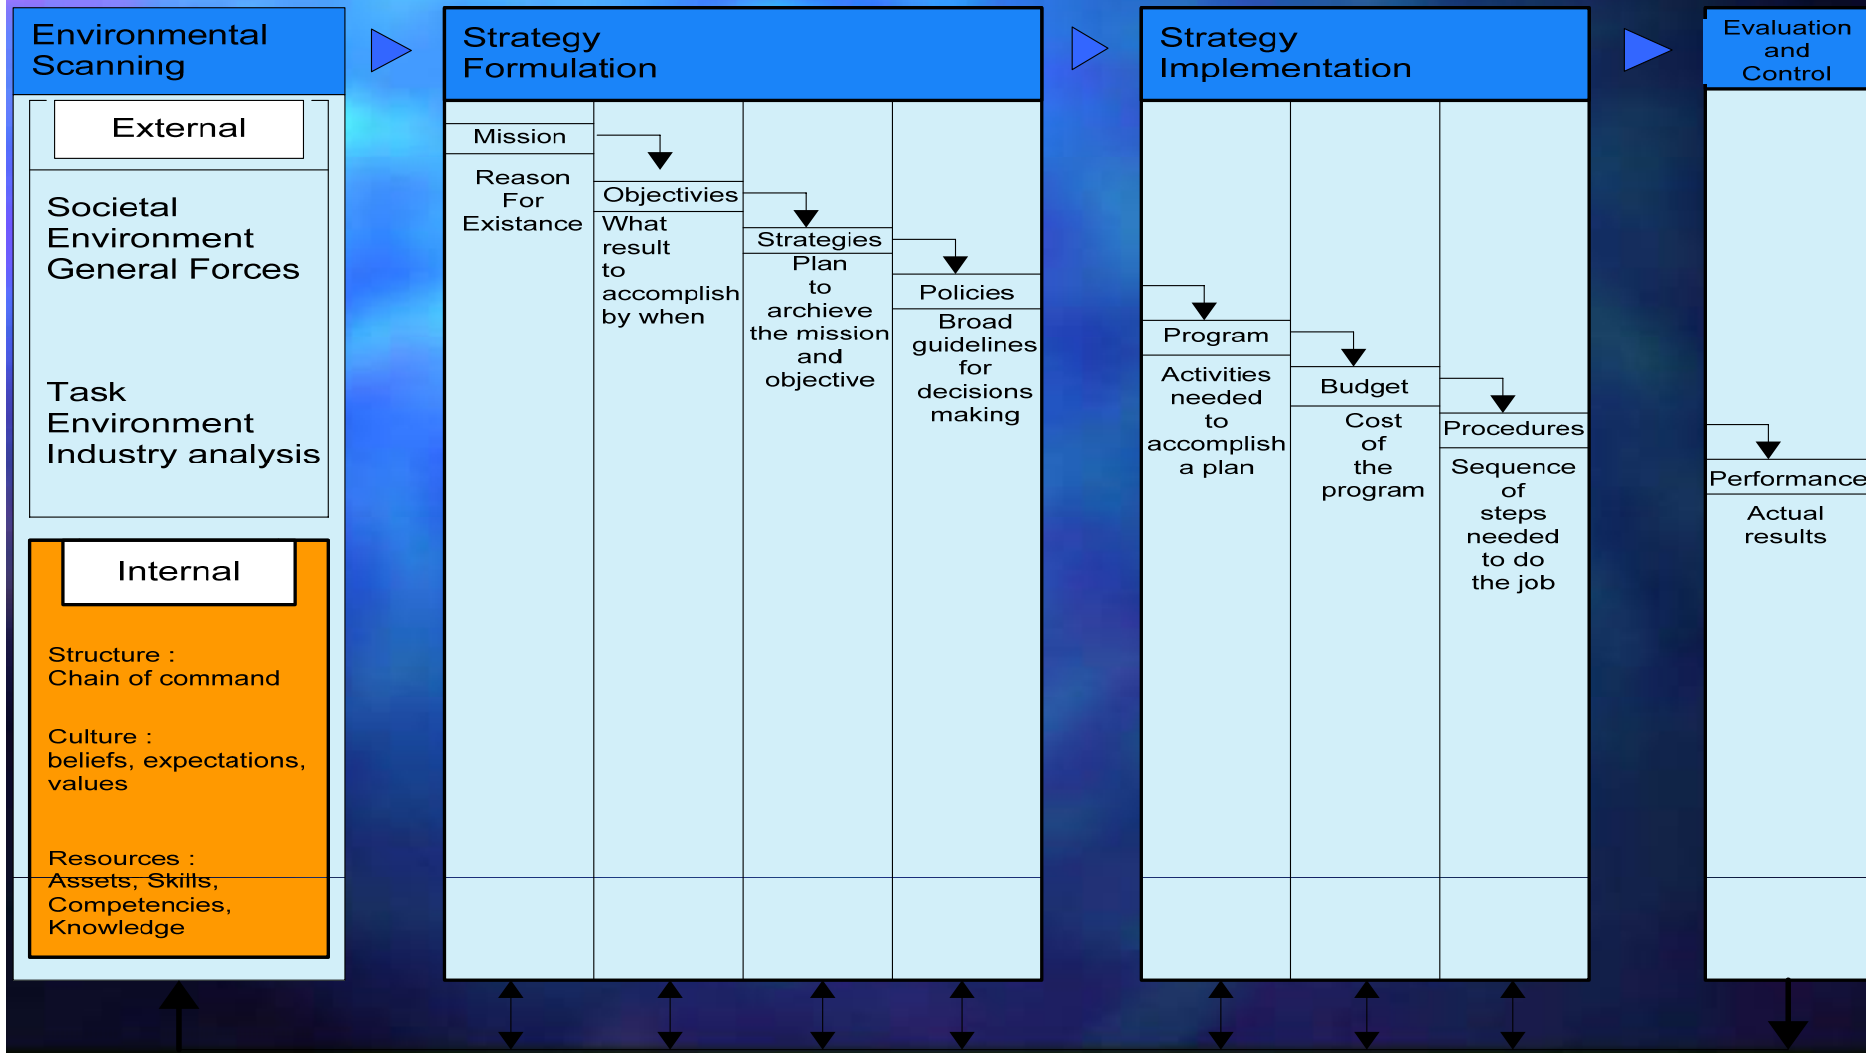 Environmental
Scanning
External
Societal
Environment
General Forces
Task
Environment
Industry analysis
Internal
Structure :
Chain of command
Culture :
beliefs, expectations,
values
Resources :
Assets, Skills,
Competencies,
Knowledge
Strategy
Formulation
Mission
Reason
For
Existance
Objectivies
What
result
to
accomplish
by when
Strategies
Plan
to
archieve
the mission
and
objective
Policies
Broad
guidelines
for
decisions
making
Strategy
Implementation
Program
Activities
needed
to
accomplish
a plan
Budget
Cost
of
the
program
Procedures
Sequence
of
steps
needed
to do
the job
Evaluation
and
Control
Performance
Actual
results